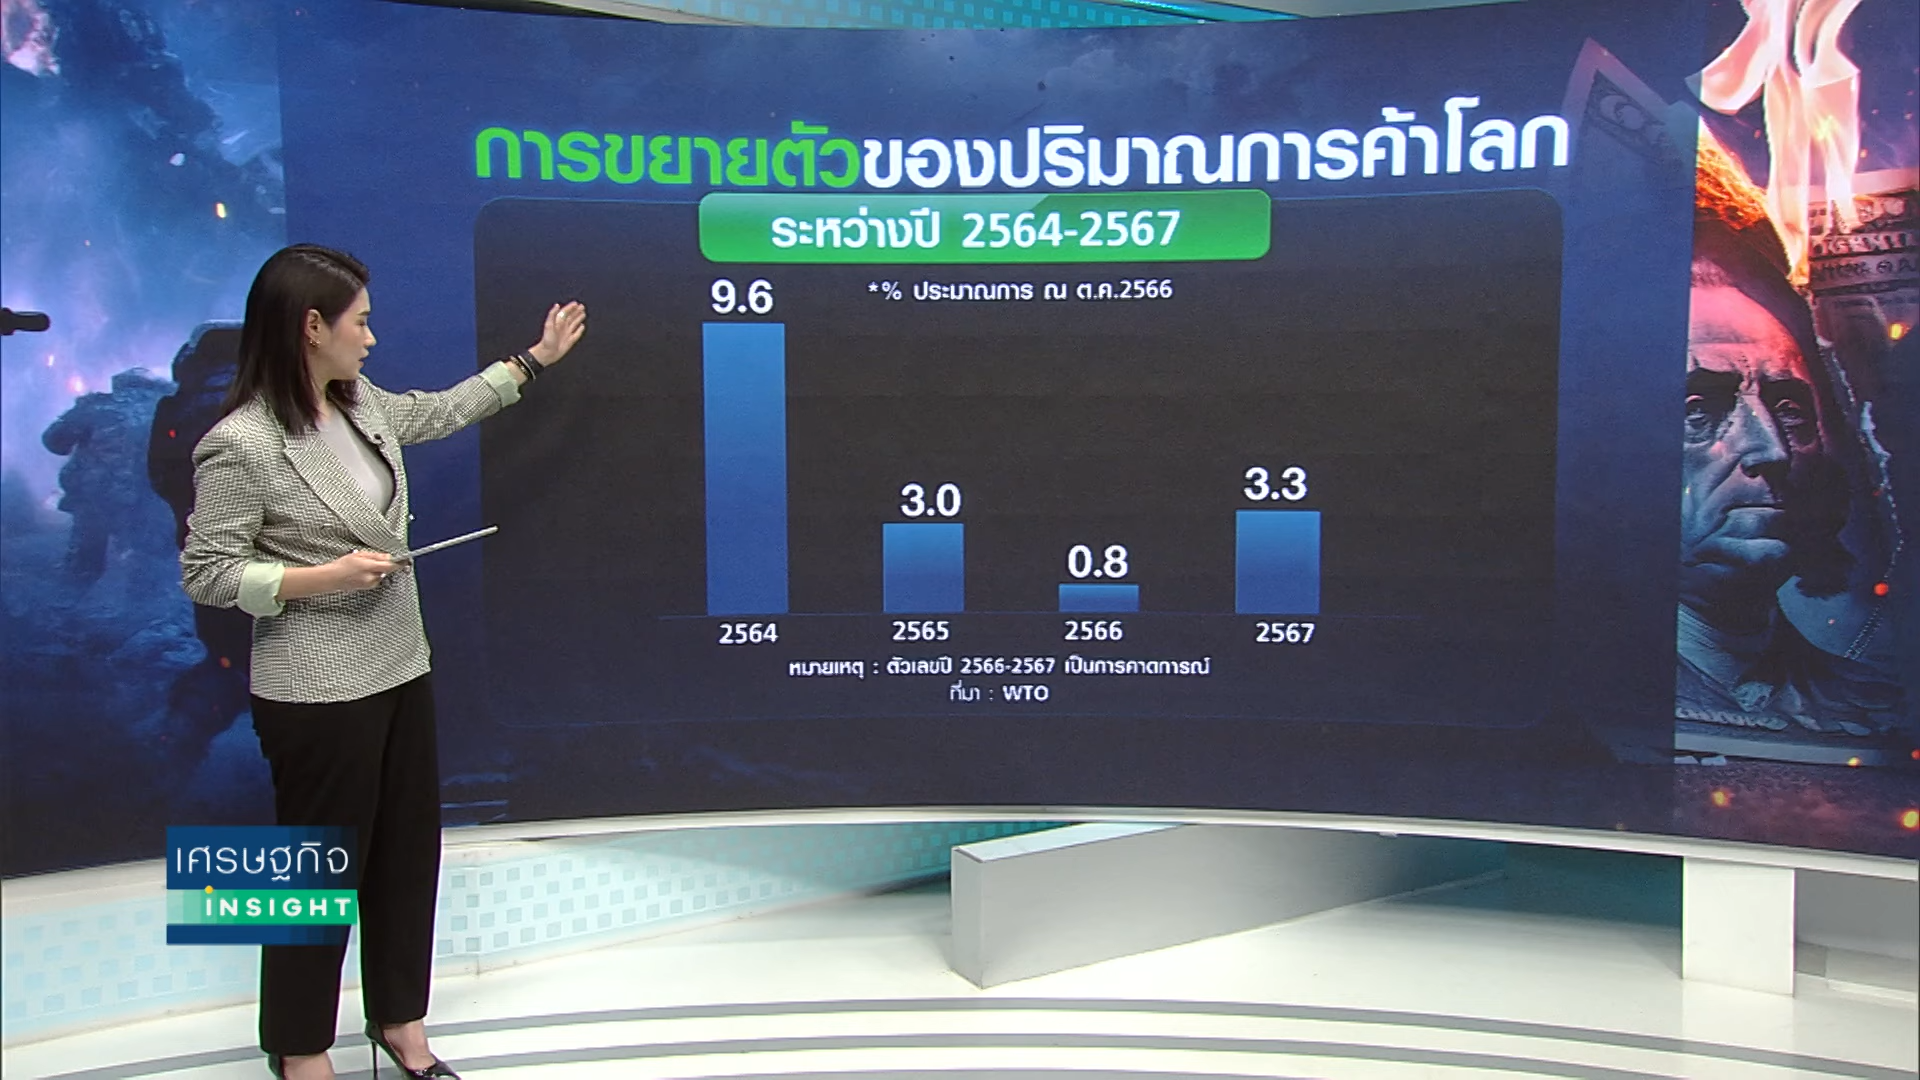 การขยายตัวของปริมาณการค้าโลก
ระหว่างปี 2564-2567
*% ประมาณการ ณ ต.ค.2566
9.6
3.0
0.8
3.3
2564
2565
2566
2567
หมายเหตุ : ตัวเลขปี 2566-2567 เป็นการคาดการณ์
ที่มา : WTO
เศรษฐกิจ
iNSIGHT